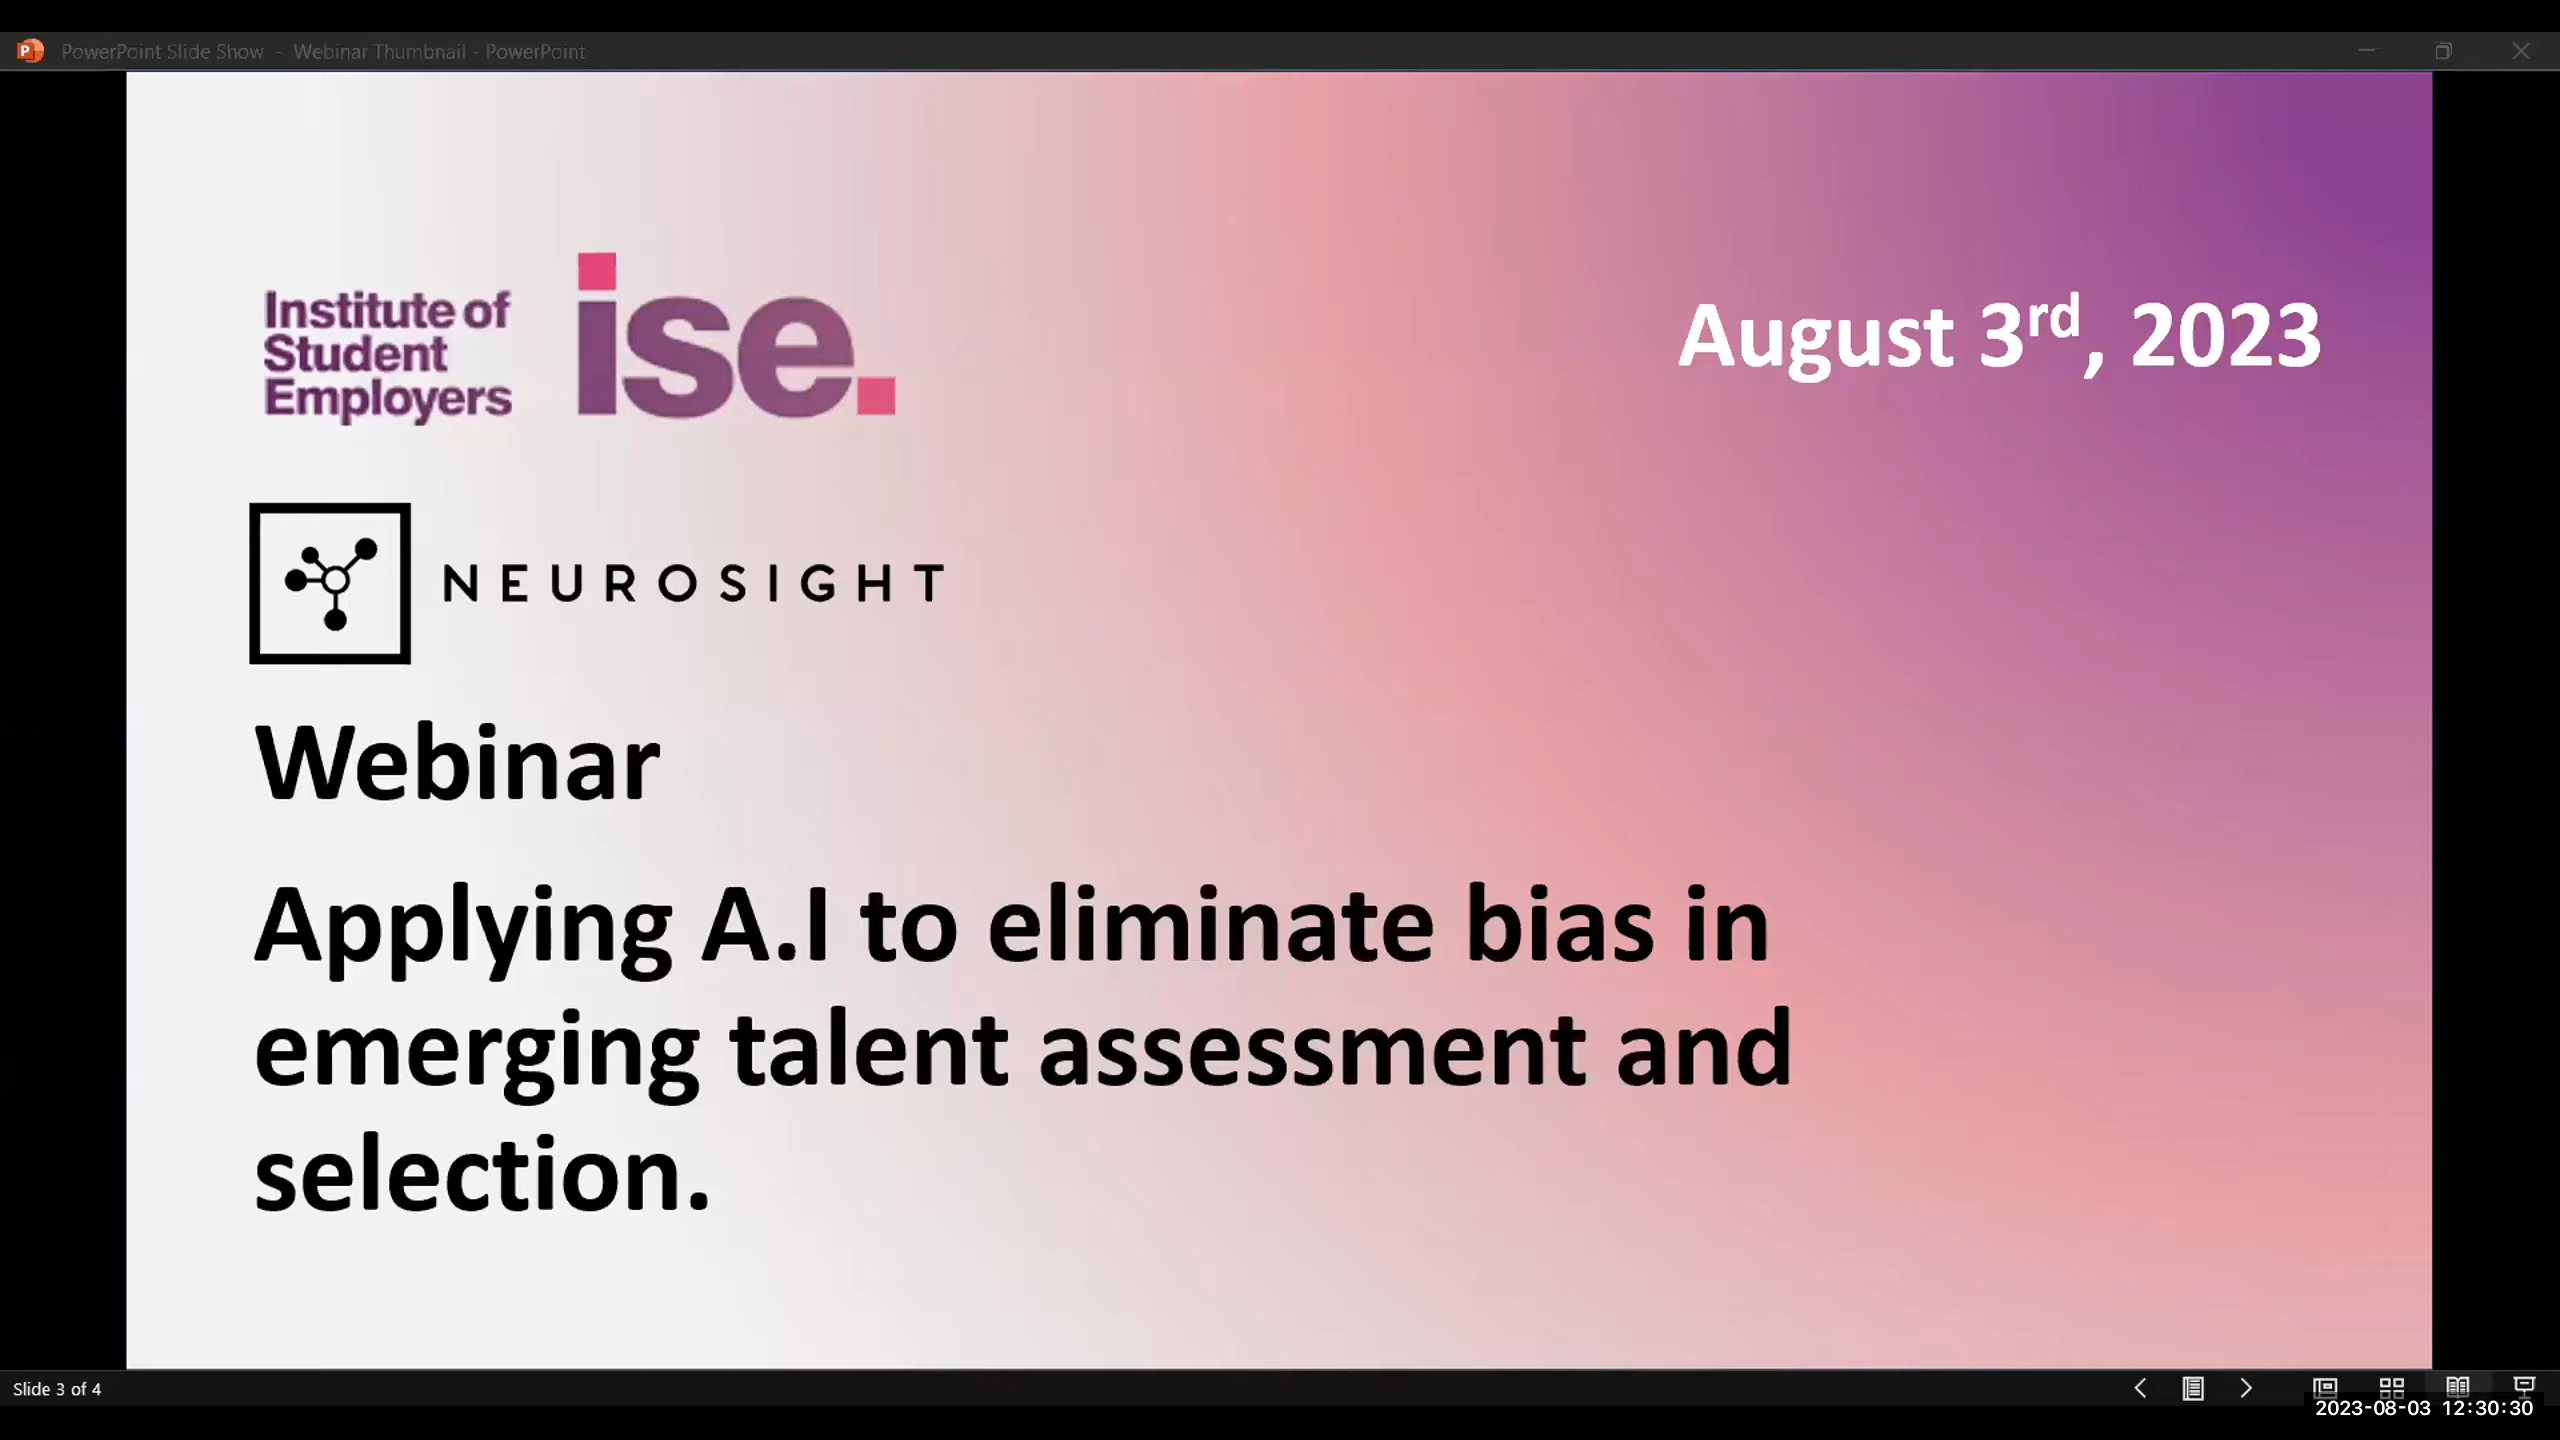 PowerPoint Slide Show - Webinar Thumbnail - PowerPoint
Institute of
Student
Employers
ise.
August 3rd, 2023
NEUROSIGHT
Webinar
Applying A.I to eliminate bias in
emerging talent assessment and
selection.
Slide 3 of 4
2023-08-03 12:30:30